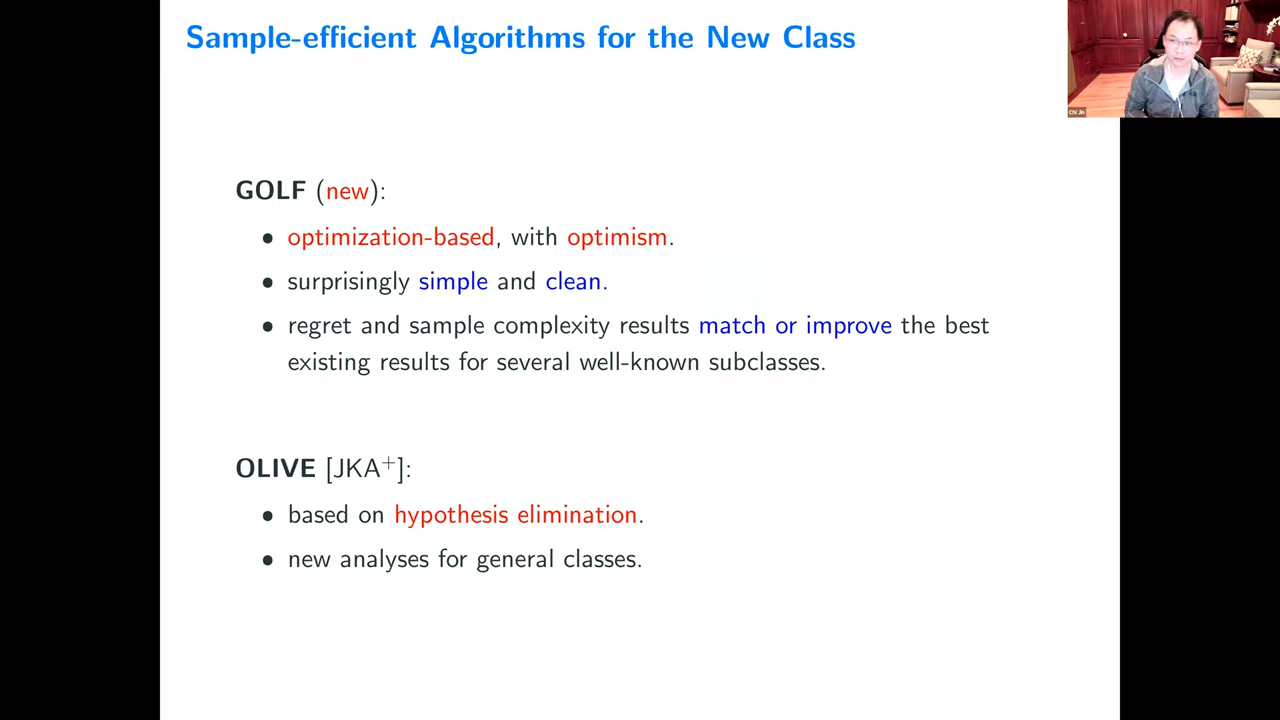 Sample-efficient Algorithms for the New Class
Chi Jin
GOLF (new):
• optimization-based, with optimism.
• surprisingly simple and clean.
• regret and sample complexity results match or improve the best
existing results for several well-known subclasses.
OLIVE [JKA⁺]:
• based on hypothesis elimination.
• new analyses for general classes.